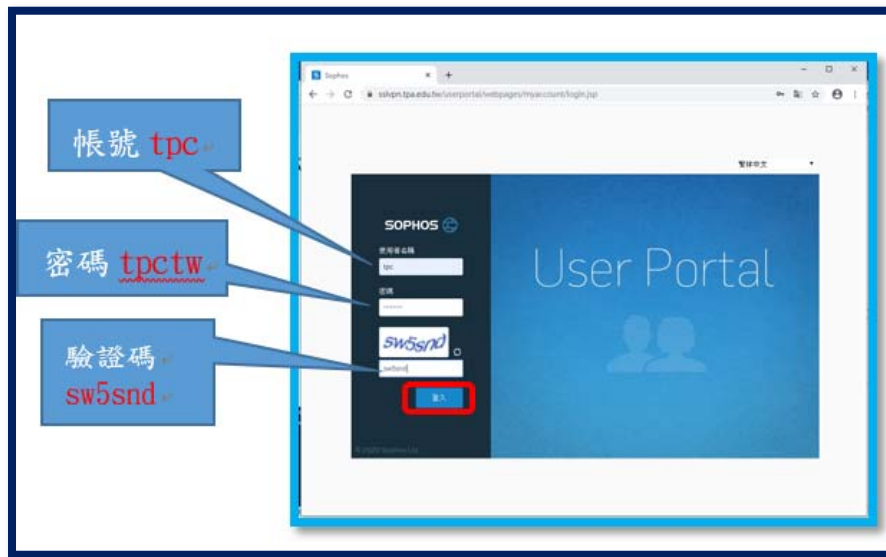 Sophos
sslvpn.tpa.edu.tw/userportal/webpages/myaccount/login.jsp
繁体中文
帳號 tpc
SOPHOS
使用者名稱
tpc
密碼 tpctw
密碼
User Portal
sw5snd
驗證碼
sw5snd
sw5snd
登入